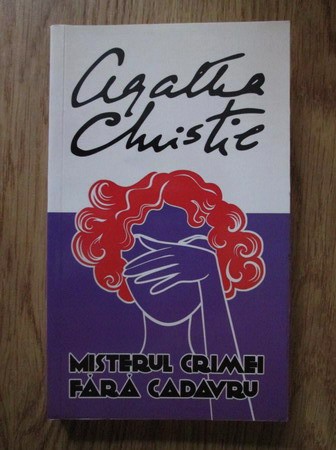 Agatha
Christie
MISTERUL CRIMEI
FĂRĂ CADAVRU